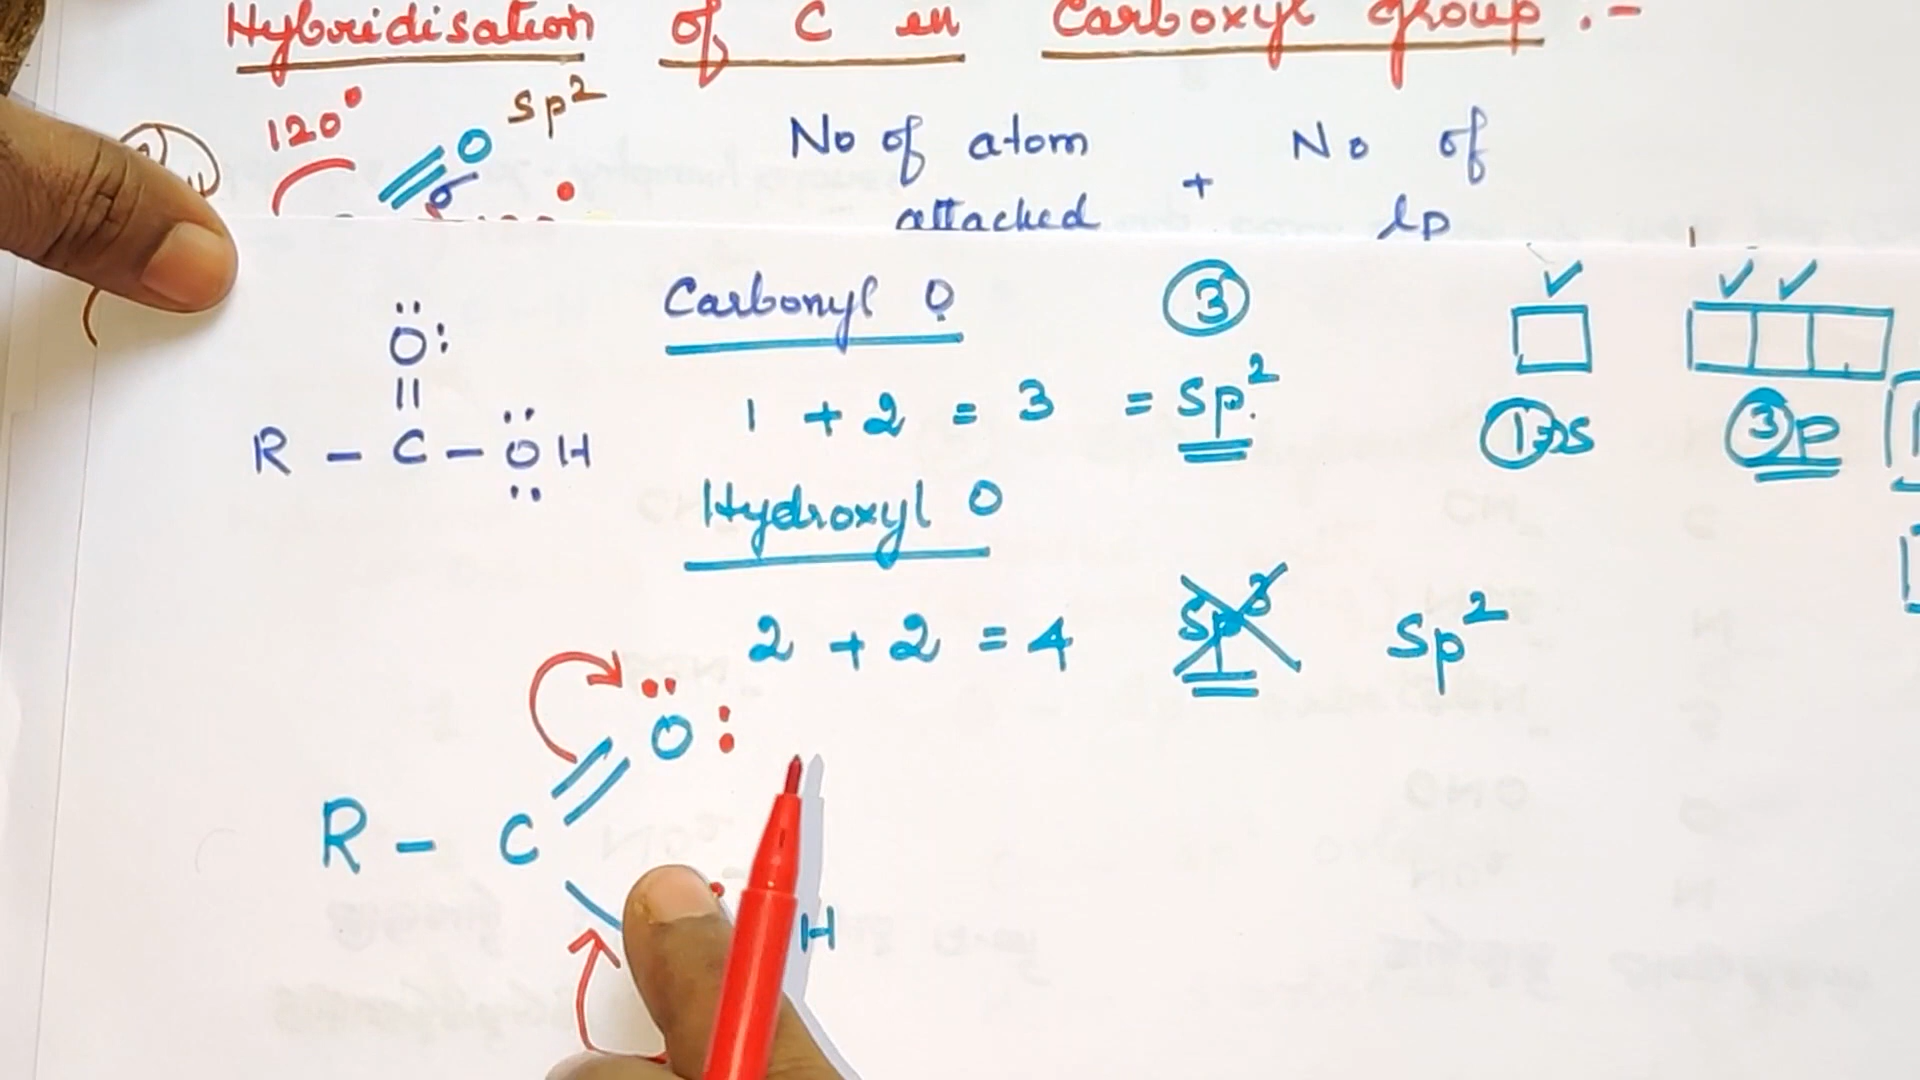 Hybridisation of C in Carboxyl group :-
120° O sp²
σ
No of atom attached + No of lp
Carbonyl O ③
1 + 2 = 3 = sp²
O:
||
R - C - OH
1 s 3 p
Hydroxyl O
2 + 2 = 4 sp³ sp²
O:
R - C
H